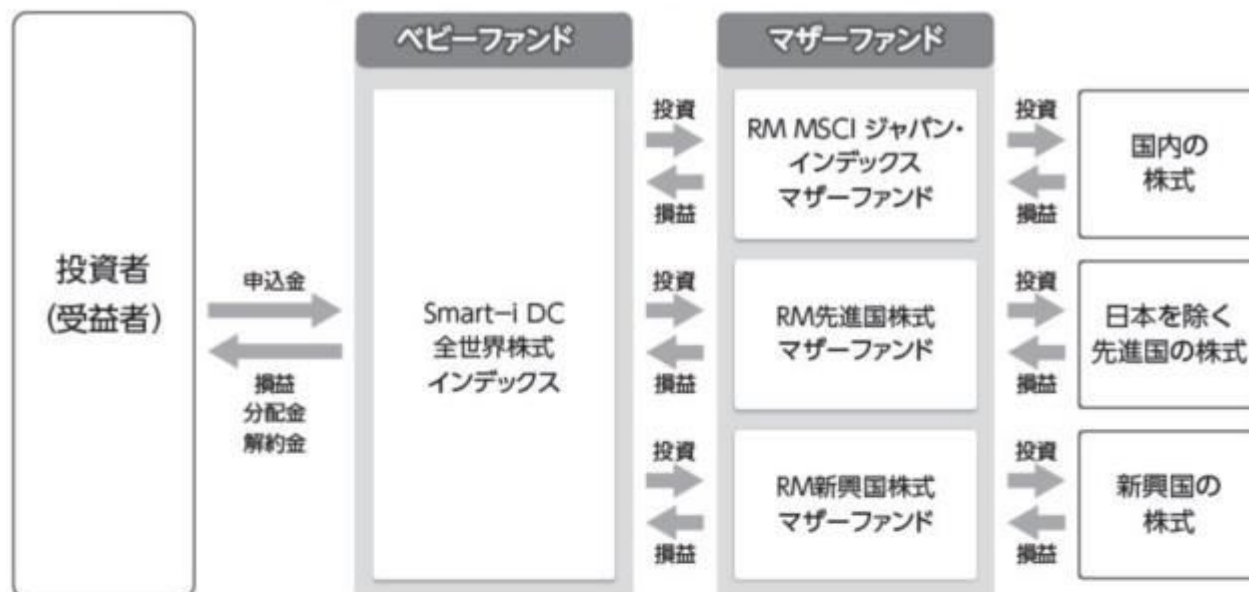 ベビーファンド
マザーファンド
投資者
(受益者)
申込金
損益
分配金
解約金
Smart-i DC
全世界株式
インデックス
投資
損益
RM MSCI ジャパン・
インデックス
マザーファンド
投資
損益
国内の
株式
投資
損益
RM先進国株式
マザーファンド
投資
損益
日本を除く
先進国の株式
投資
損益
RM新興国株式
マザーファンド
投資
損益
新興国の
株式